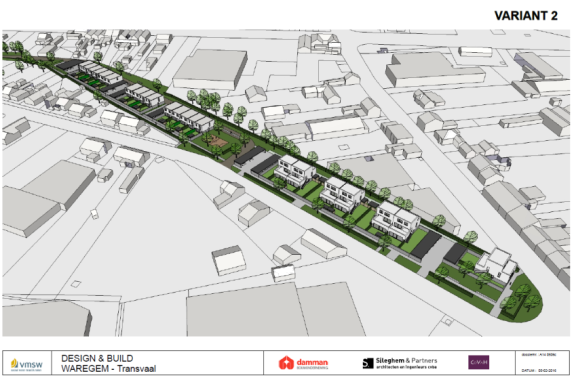 VARIANT 2
vmsw
DESIGN & BUILD
WAREGEM - Transvaal
damman
Sileghem & Partners
architecten en ingenieurs cvba
C+V+H